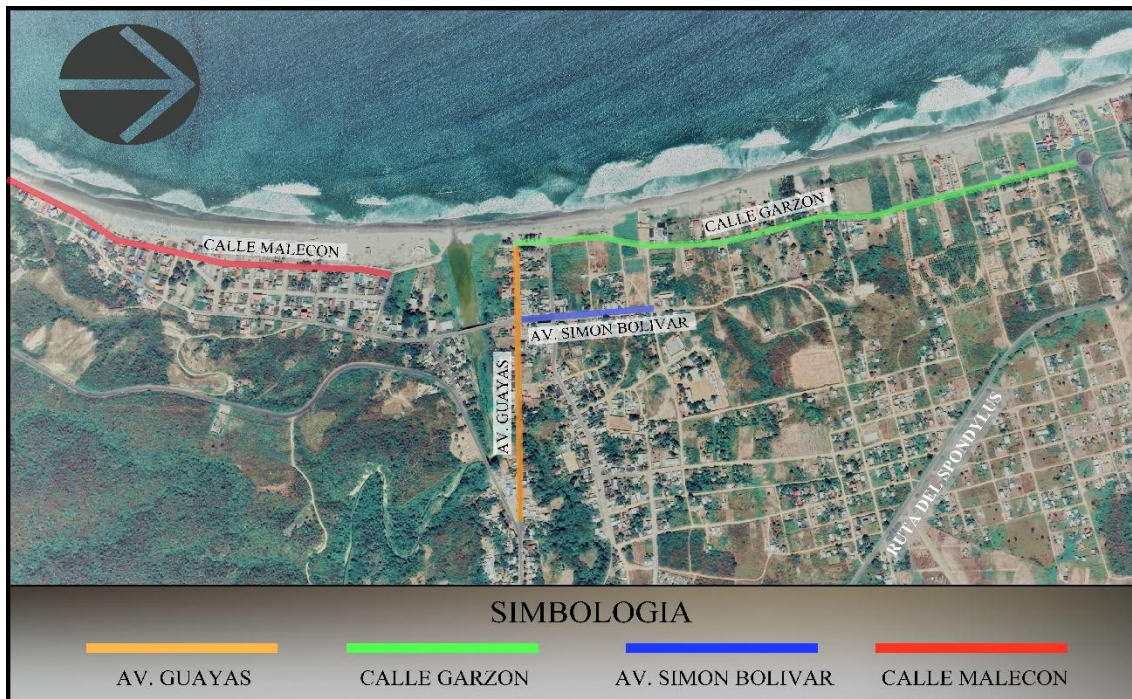 CALLE MALECON
CALLE GARZON
AV. SIMON BOLIVAR
AV. GUAYAS
RUTA DEL SPONDYLUS
SIMBOLOGIA
AV. GUAYAS
CALLE GARZON
AV. SIMON BOLIVAR
CALLE MALECON